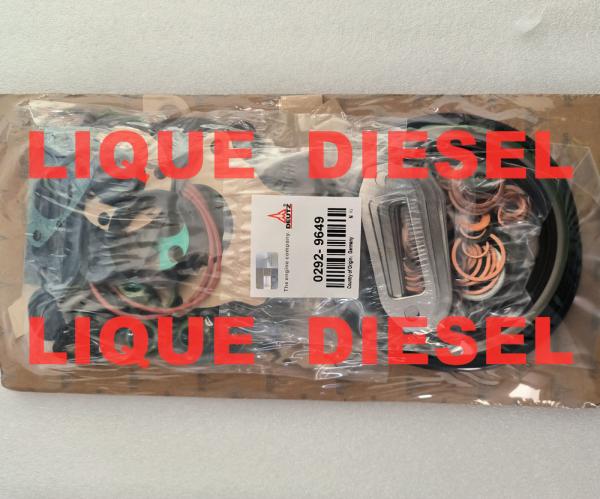 LIQUE DIESEL
DEUTZ
The engine company.
0292- 9649
Country of Origin: Germany
LIQUE DIESEL